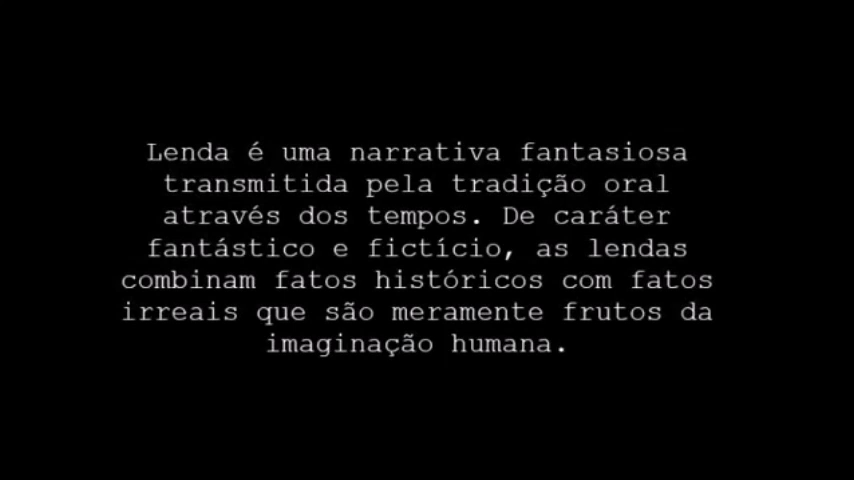 Lenda é uma narrativa fantasiosa
transmitida pela tradição oral
através dos tempos. De caráter
fantástico e fictício, as lendas
combinam fatos históricos com fatos
irreais que são meramente frutos da
imaginação humana.